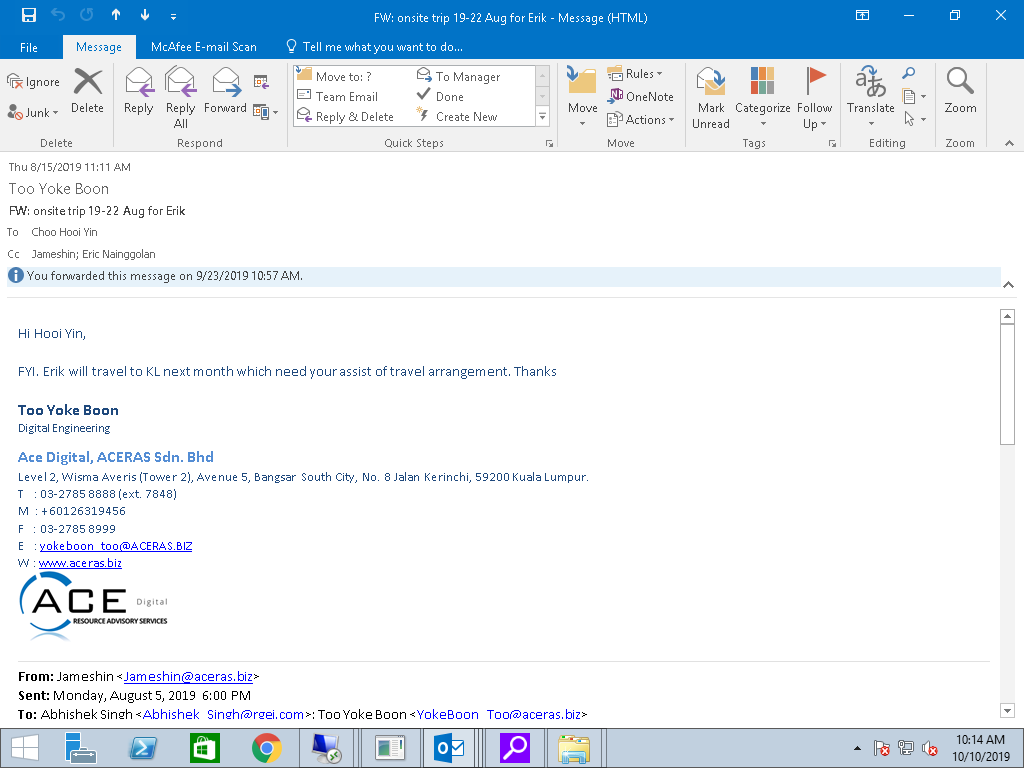 FW: onsite trip 19-22 Aug for Erik - Message (HTML)
File Message McAfee E-mail Scan Tell me what you want to do...
Ignore
Junk
Delete
Delete
Reply
Reply All
Forward
Respond
Move to: ?
Team Email
Reply & Delete
To Manager
Done
Create New
Quick Steps
Move
Rules
OneNote
Actions
Move
Mark Unread
Categorize
Follow Up
Tags
Translate
Editing
Zoom
Zoom
Thu 8/15/2019 11:11 AM
Too Yoke Boon
FW: onsite trip 19-22 Aug for Erik
To Choo Hooi Yin
Cc Jameshin; Eric Nainggolan
You forwarded this message on 9/23/2019 10:57 AM.
Hi Hooi Yin,
FYI. Erik will travel to KL next month which need your assist of travel arrangement. Thanks
Too Yoke Boon
Digital Engineering
Ace Digital, ACERAS Sdn. Bhd
Level 2, Wisma Averis (Tower 2), Avenue 5, Bangsar South City, No. 8 Jalan Kerinchi, 59200 Kuala Lumpur.
T : 03-2785 8888 (ext. 7848)
M : +60126319456
F : 03-2785 8999
E : yokeboon_too@ACERAS.BIZ
W : www.aceras.biz
ACE Digital
RESOURCE ADVISORY SERVICES
From: Jameshin <Jameshin@aceras.biz>
Sent: Monday, August 5, 2019 6:00 PM
To: Abhishek Singh <Abhishek_Singh@rgei.com>; Too Yoke Boon <YokeBoon_Too@aceras.biz>
10:14 AM
10/10/2019